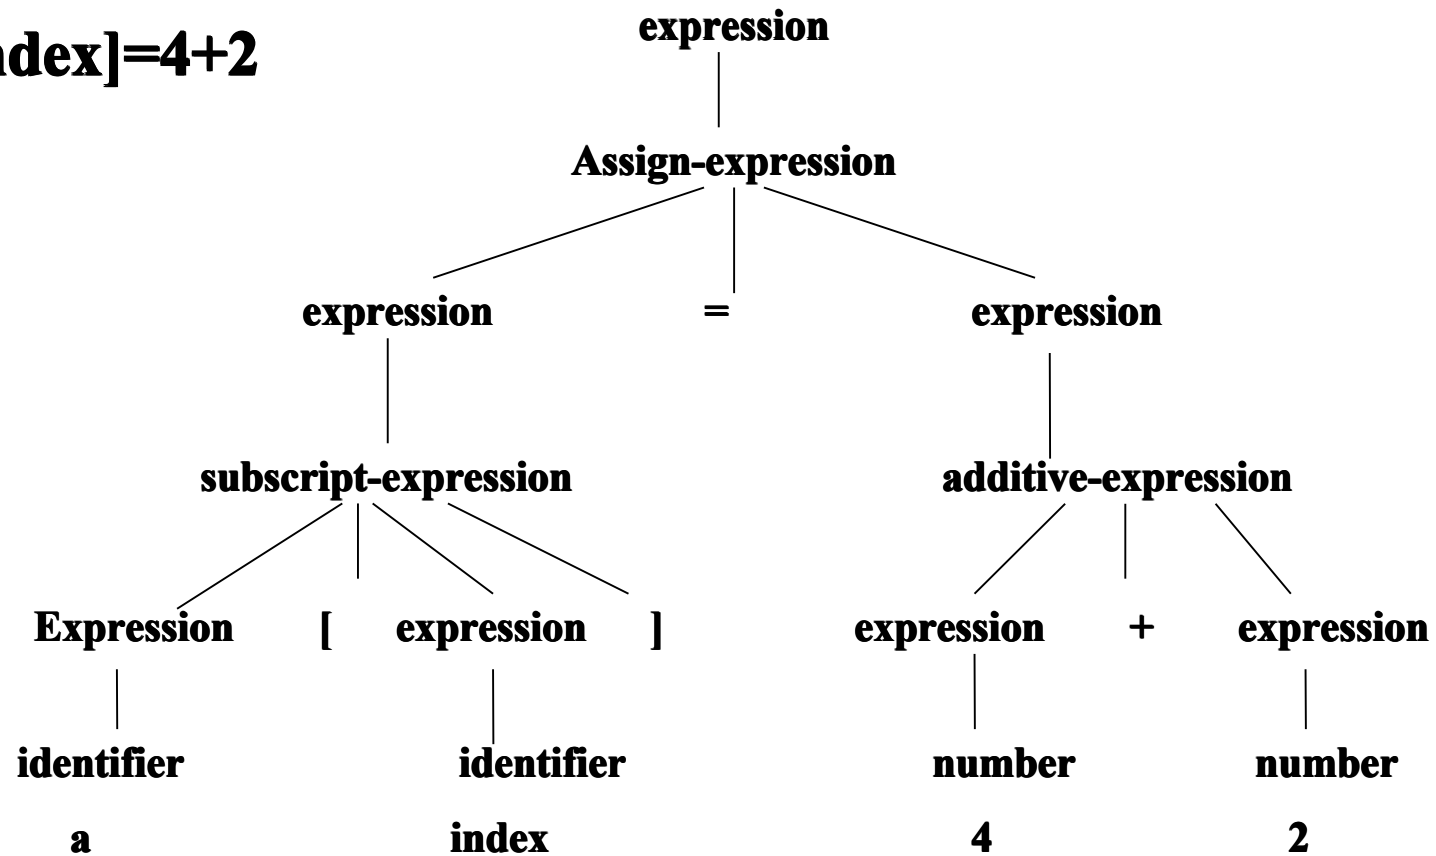 ndex]=4+2
expression
Assign-expression
expression = expression
subscript-expression additive-expression
Expression [ expression ] expression + expression
identifier identifier number number
a index 4 2